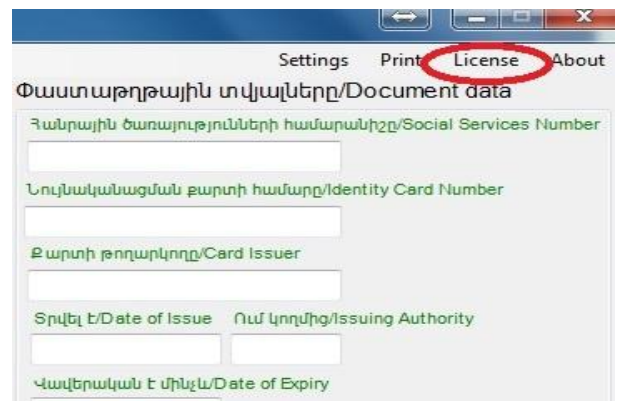 Settings Print License About
Փաստաթղթային տվյալները/Document data
Հանրային ծառայությունների համարանիշը/Social Services Number
Նույնականացման քարտի համարը/Identity Card Number
Քարտի թողարկողը/Card Issuer
Տրվել է/Date of Issue Ում կողմից/Issuing Authority
Վավերական է մինչև/Date of Expiry